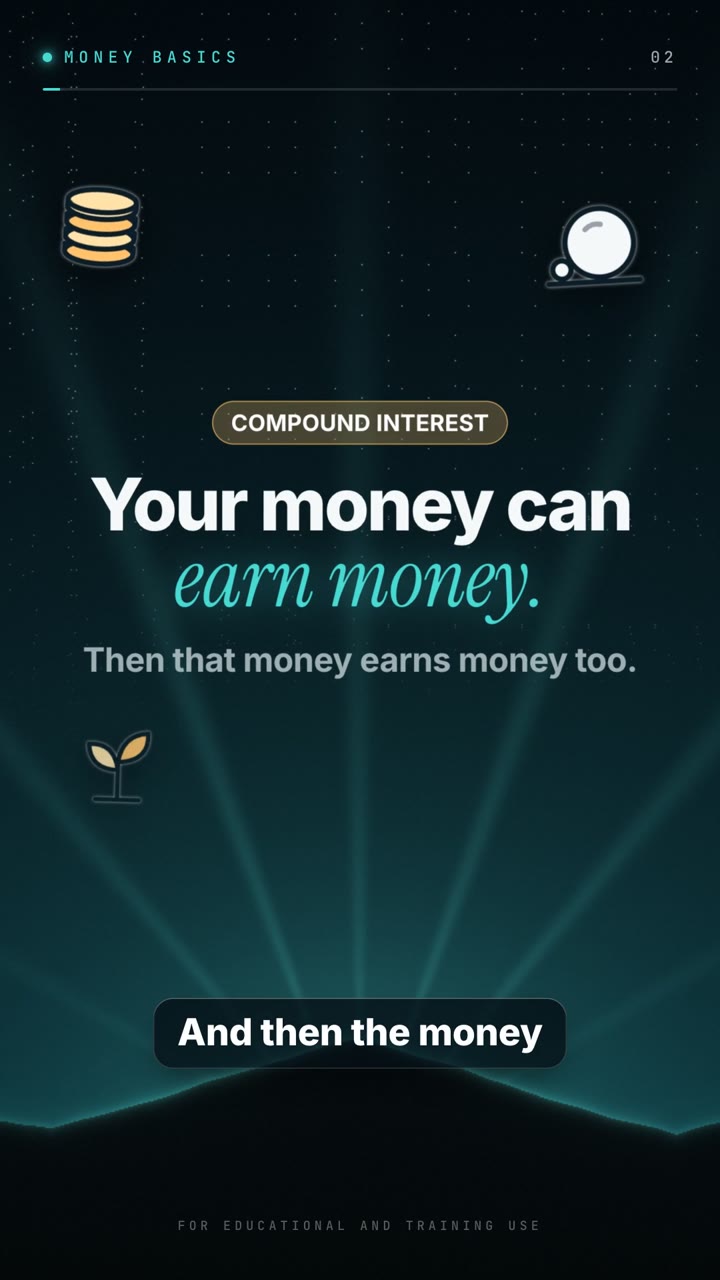 MONEY BASICS
02
COMPOUND INTEREST
Your money can
earn money.
Then that money earns money too.
And then the money
FOR EDUCATIONAL AND TRAINING USE